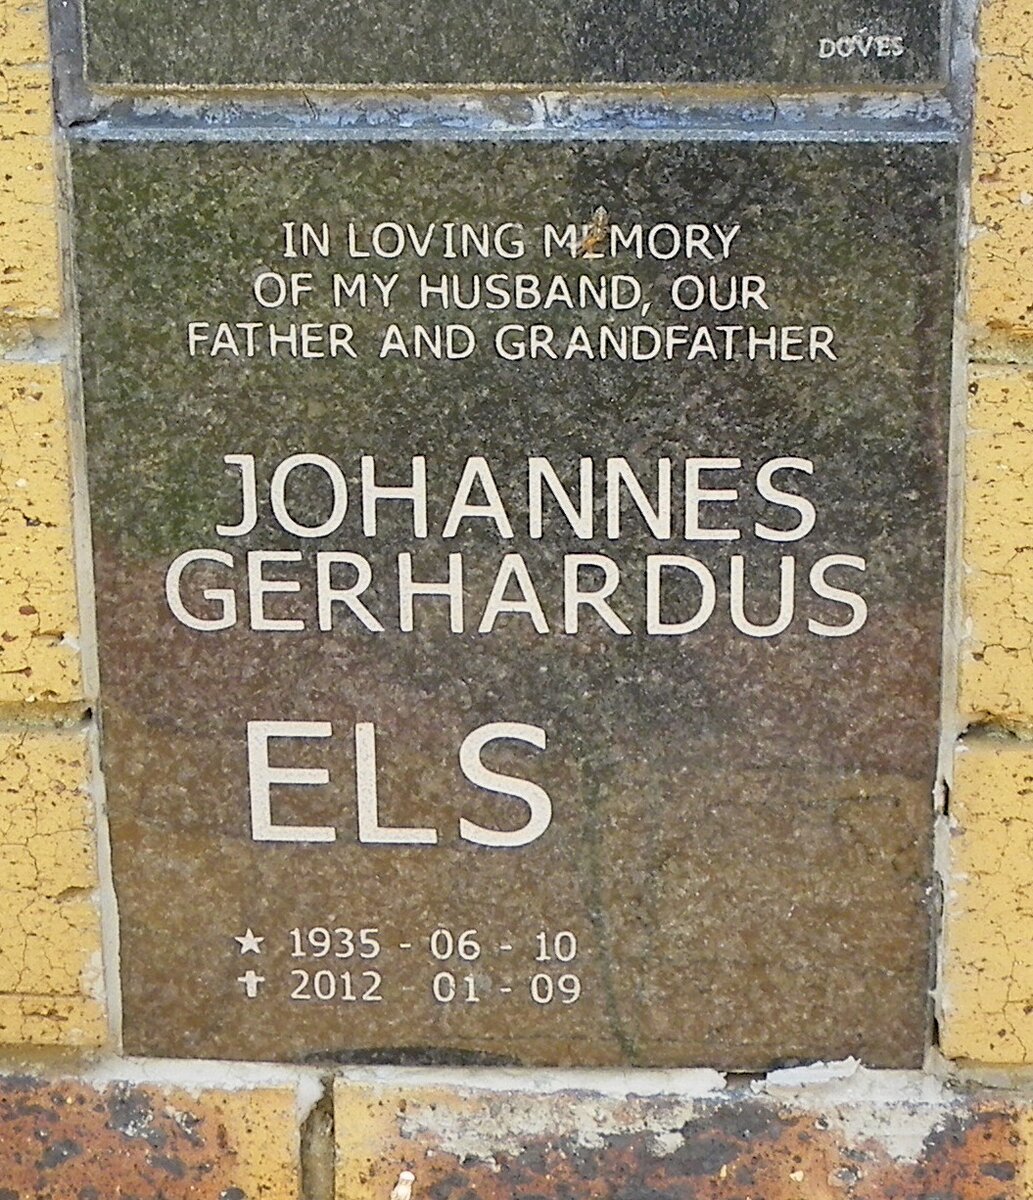 DOVES
IN LOVING MEMORY
OF MY HUSBAND, OUR
FATHER AND GRANDFATHER
JOHANNES
GERHARDUS
ELS
★ 1935 - 06 - 10
✝ 2012 - 01 - 09